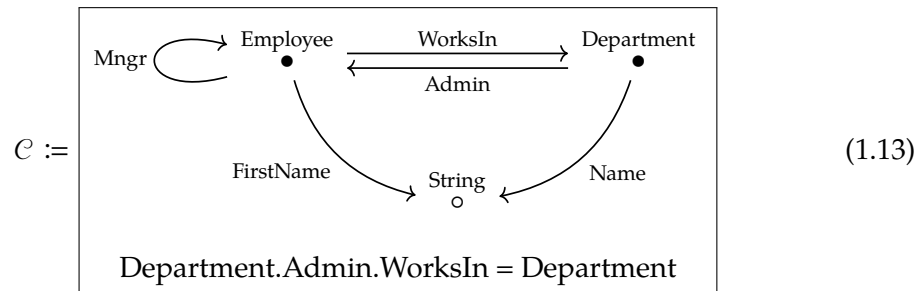 Employee WorksIn Department
Mngr
Admin
𝒞 := (1.13)
FirstName String Name
Department.Admin.WorksIn = Department